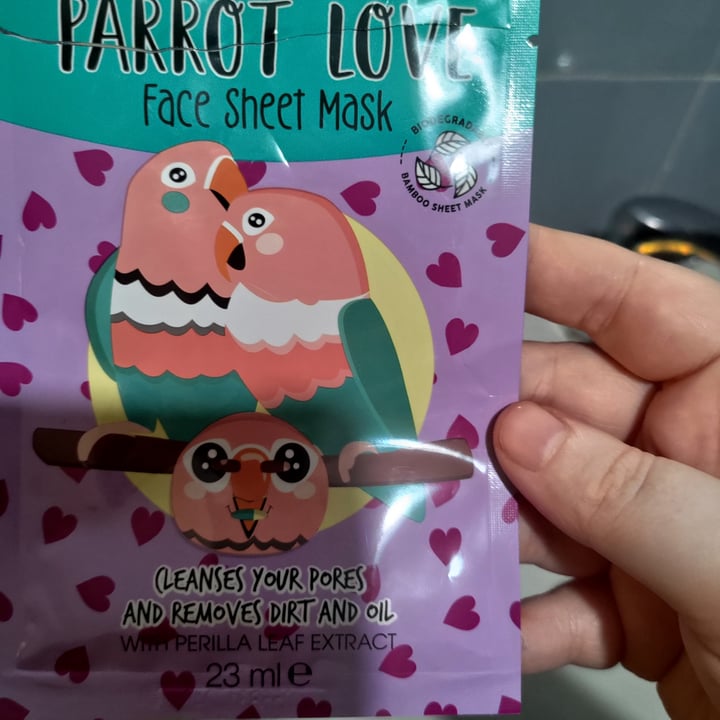 PARROT LOVE
Face Sheet Mask
BIODEGRADABLE
BAMBOO SHEET MASK
CLEANSES YOUR PORES
AND REMOVES DIRT AND OIL
WITH PERILLA LEAF EXTRACT
23 ml e